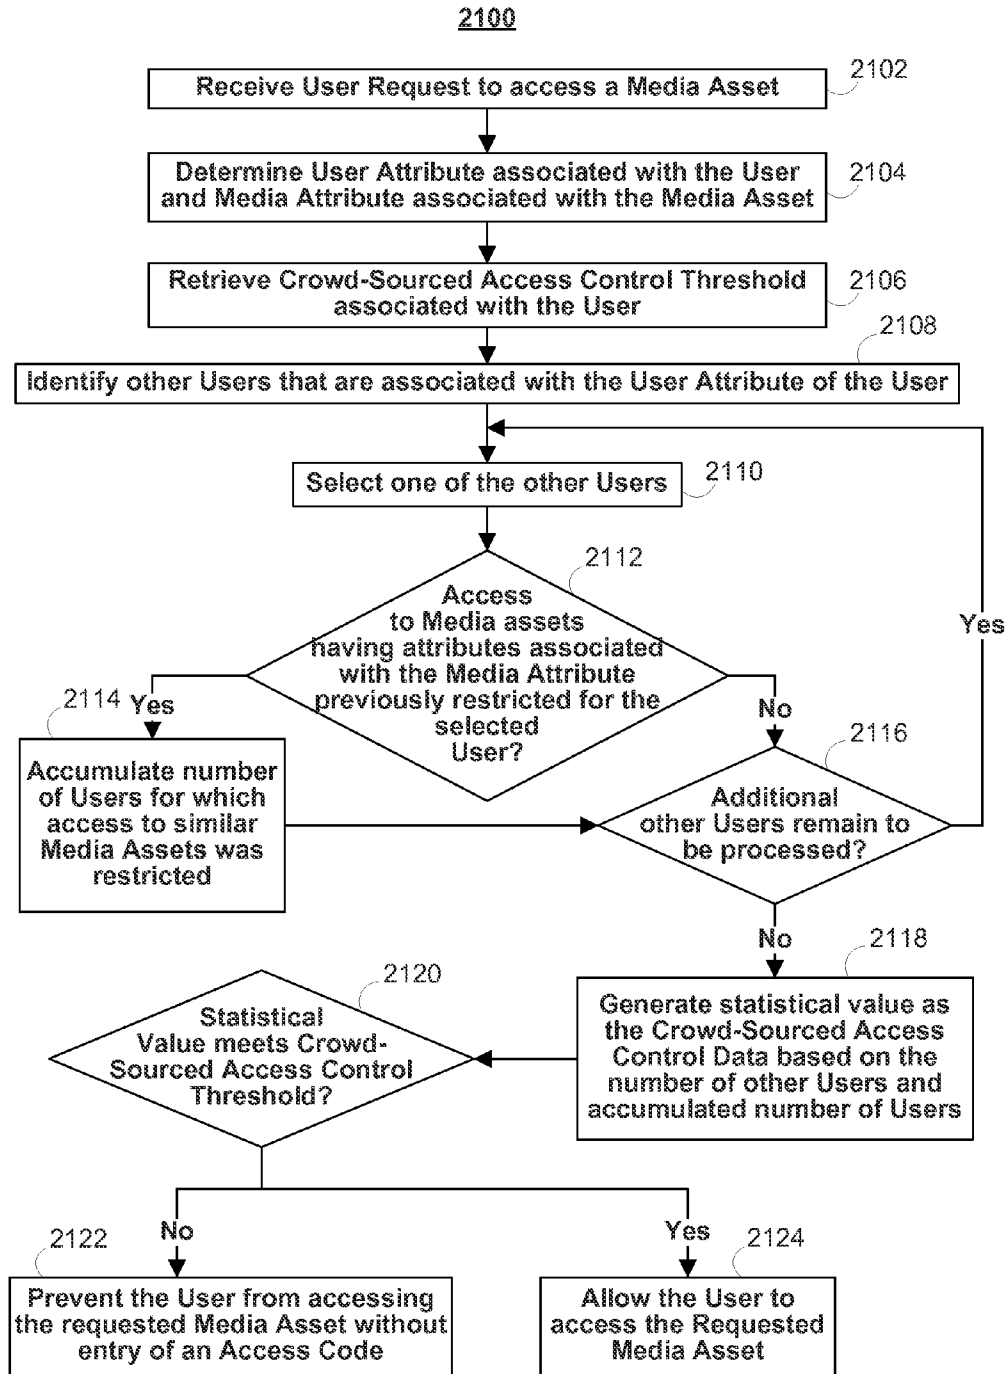 2100
Receive User Request to access a Media Asset
2102
Determine User Attribute associated with the User
and Media Attribute associated with the Media Asset
2104
Retrieve Crowd-Sourced Access Control Threshold
associated with the User
2106
2108
Identify other Users that are associated with the User Attribute of the User
Select one of the other Users
2110
2112
Access
to Media assets
having attributes associated
with the Media Attribute
previously restricted for the
selected
User?
Yes
2114
Yes
No
Accumulate number
of Users for which
access to similar
Media Assets was
restricted
2116
Additional
other Users remain to
be processed?
No
2118
Generate statistical value as
the Crowd-Sourced Access
Control Data based on the
number of other Users and
accumulated number of Users
2120
Statistical
Value meets Crowd-
Sourced Access Control
Threshold?
No
Yes
2122
Prevent the User from accessing
the requested Media Asset without
entry of an Access Code
2124
Allow the User to
access the Requested
Media Asset